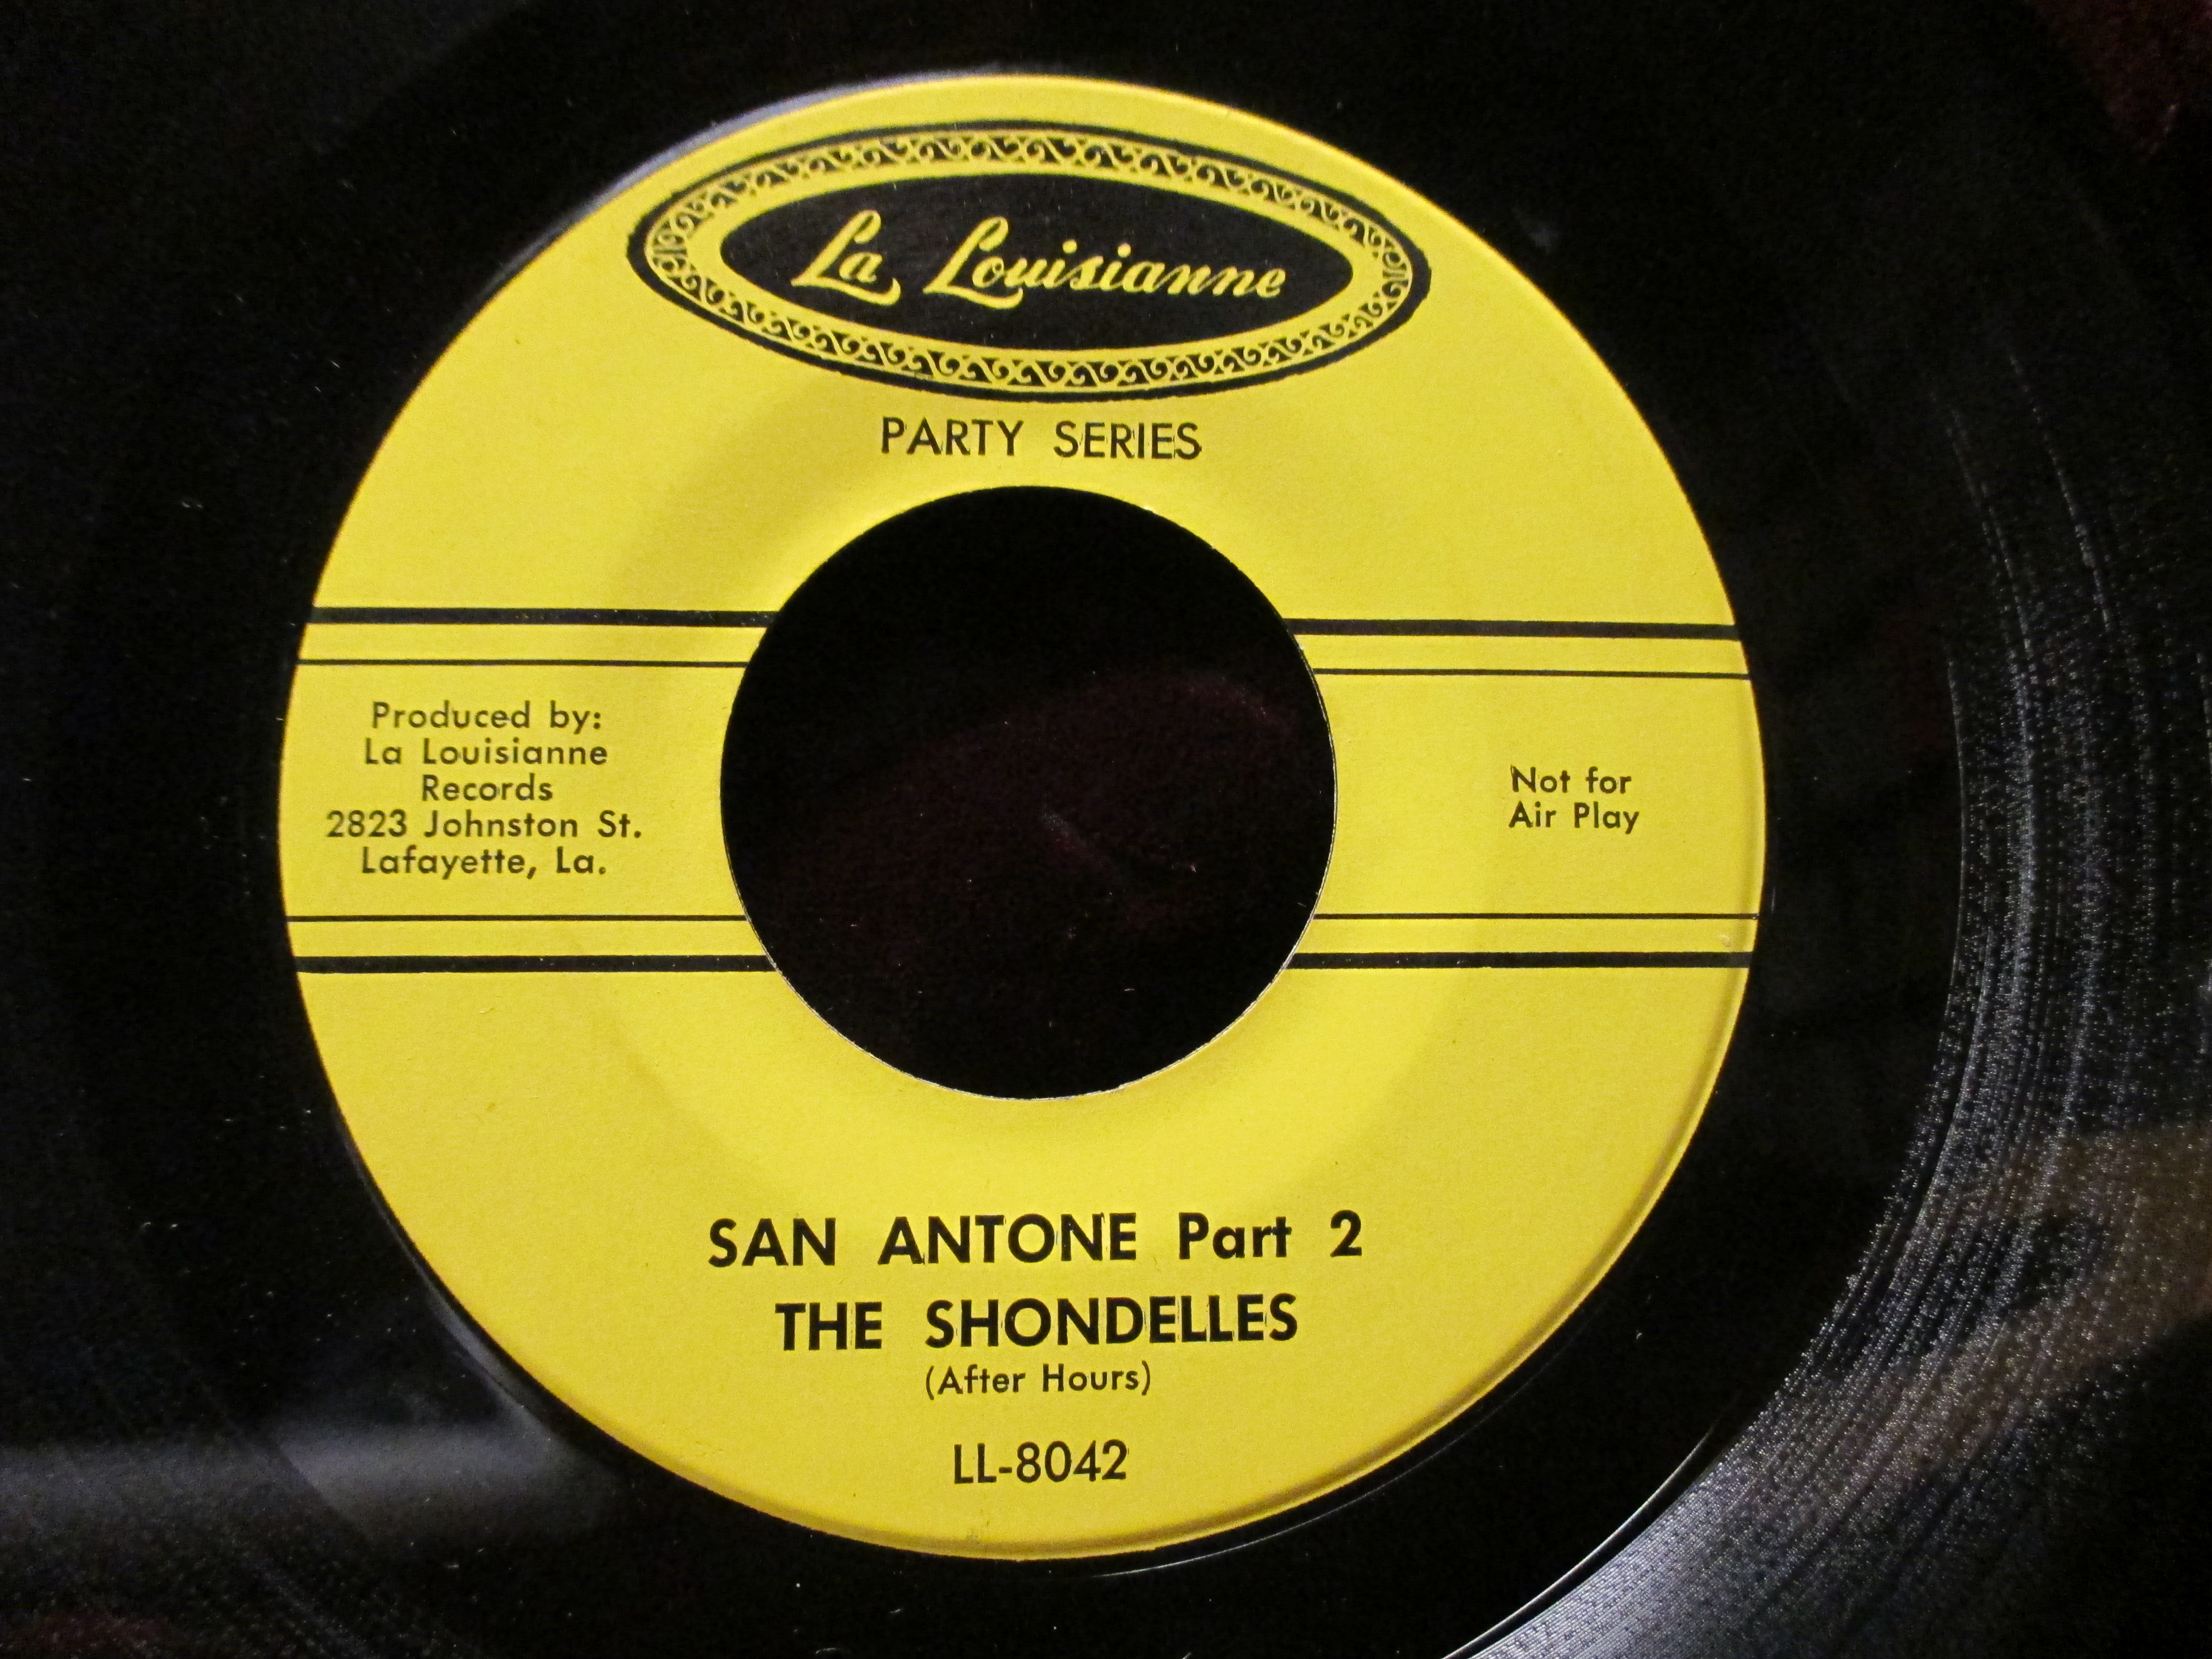 La Louisianne
PARTY SERIES
Produced by:
La Louisianne
Records
2823 Johnston St.
Lafayette, La.
Not for
Air Play
SAN ANTONE Part 2
THE SHONDELLES
(After Hours)
LL-8042